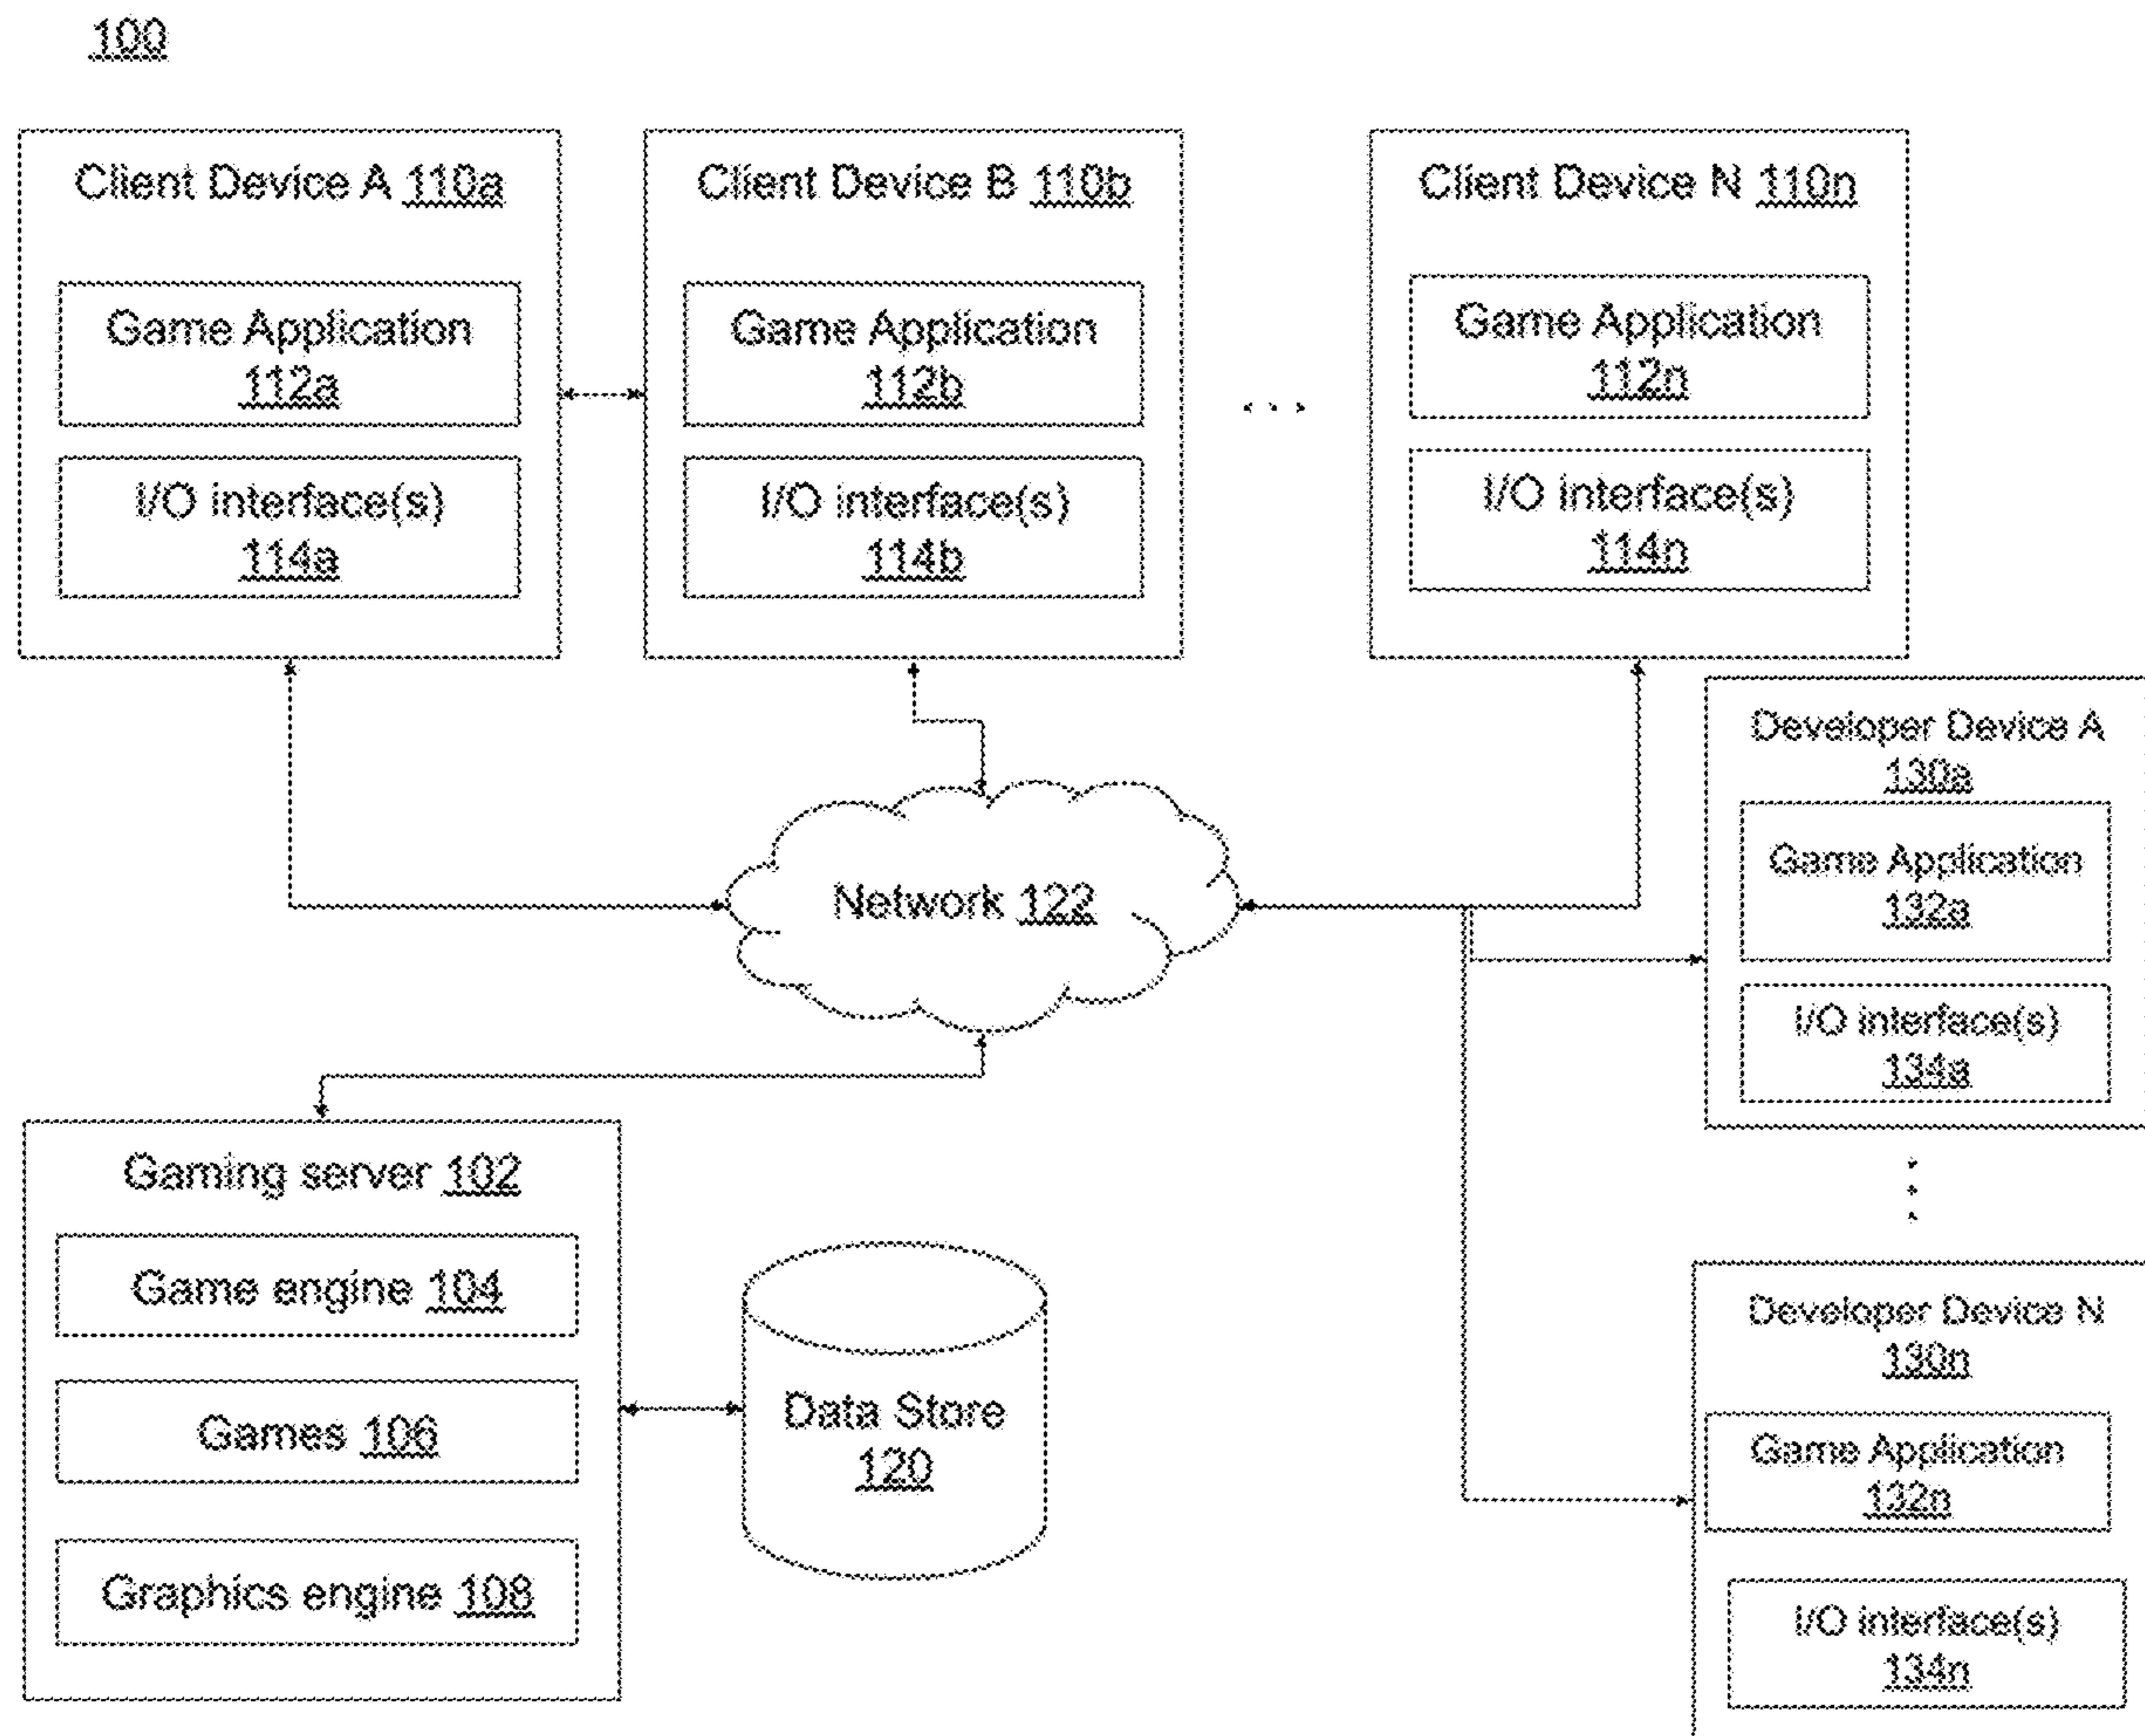 100
Client Device A 110a
Game Application
112a
I/O interface(s)
114a
Client Device B 110b
Game Application
112b
I/O interface(s)
114b
. . .
Client Device N 110n
Game Application
112n
I/O interface(s)
114n
Network 122
Developer Device A
130a
Game Application
132a
I/O interface(s)
134a
Gaming server 102
Game engine 104
Games 106
Graphics engine 108
Data Store
120
Developer Device N
130n
Game Application
132n
I/O interface(s)
134n